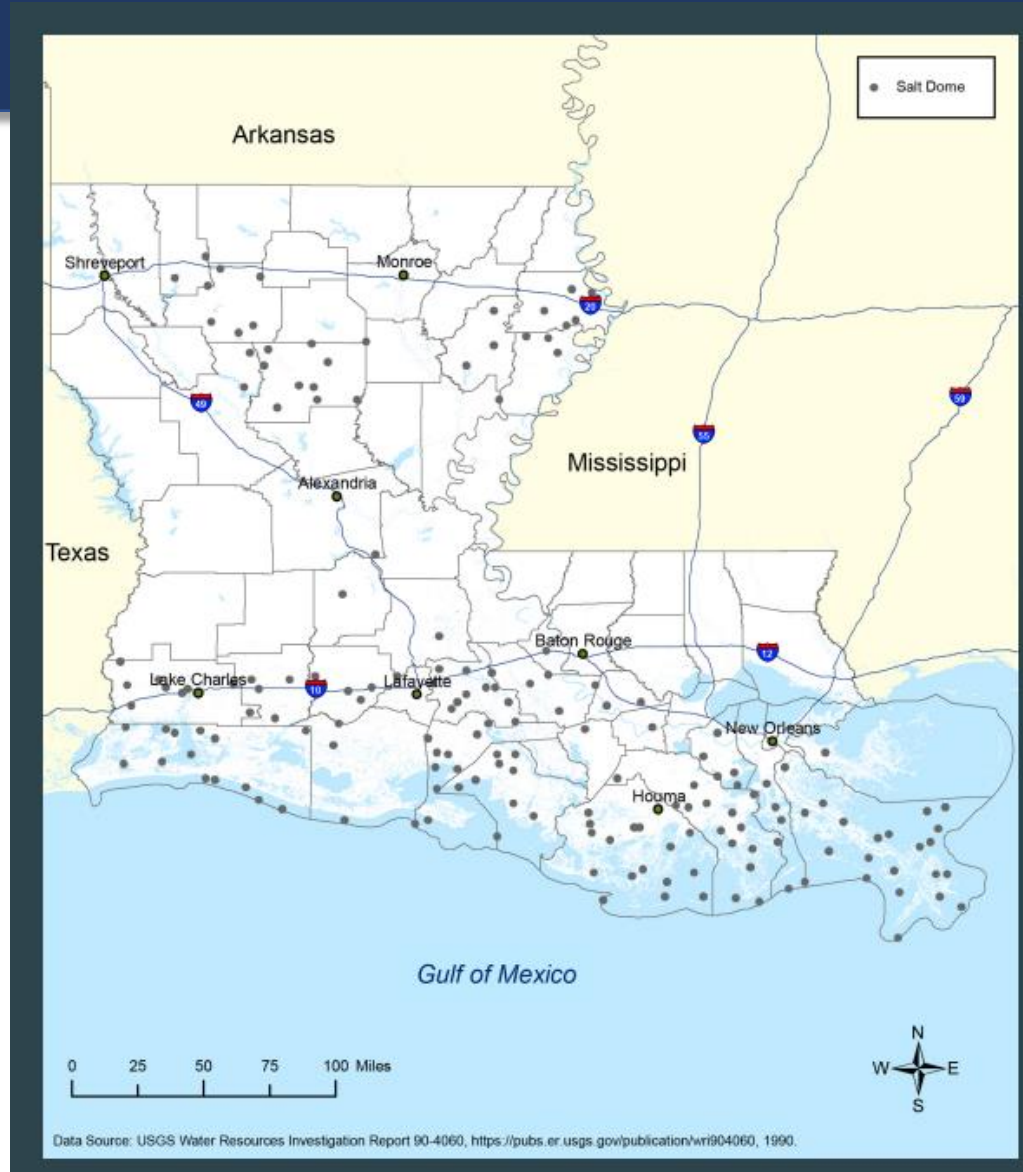 Salt Dome
Arkansas
Shreveport
Monroe
20
49
59
55
Mississippi
Alexandria
Texas
Baton Rouge
12
Lake Charles
10
Lafayette
New Orleans
Houma
Gulf of Mexico
N
W E
S
0 25 50 75 100 Miles
Data Source: USGS Water Resources Investigation Report 90-4060, https://pubs.er.usgs.gov/publication/wri904060, 1990.